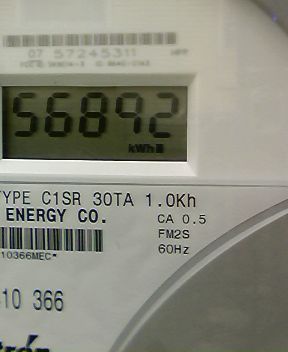 07 57245311
56892
kWh
TYPE C1SR 30TA 1.0Kh
ENERGY CO.
CA 0.5
FM2S
60Hz
10366MEC*
10 366